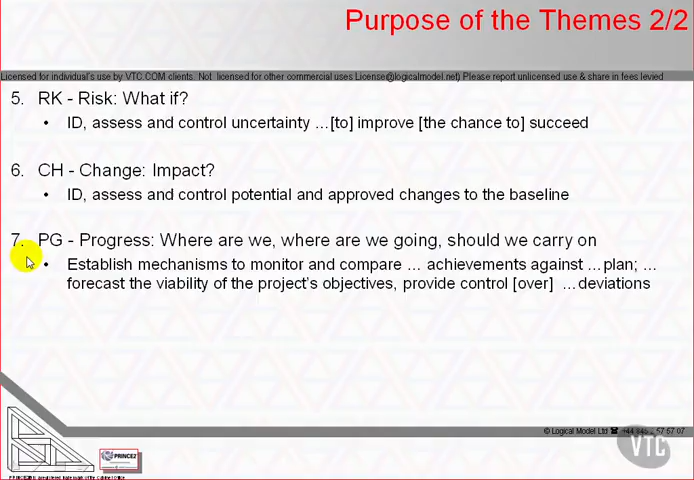 Purpose of the Themes 2/2
Licensed for individual's use by VTC.COM clients. Not licensed for other commercial uses License@logicalmodel.net) Please report unlicensed use & share in fees levied
5. RK - Risk: What if?
• ID, assess and control uncertainty …[to] improve [the chance to] succeed
6. CH - Change: Impact?
• ID, assess and control potential and approved changes to the baseline
7. PG - Progress: Where are we, where are we going, should we carry on
• Establish mechanisms to monitor and compare … achievements against …plan; …
forecast the viability of the project's objectives, provide control [over] …deviations
© Logical Model Ltd ☎ +44 57 07
VTC
PRINCE2